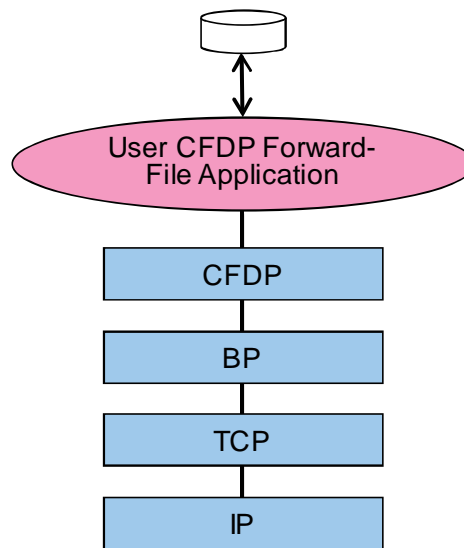 User CFDP Forward-
File Application
CFDP
BP
TCP
IP